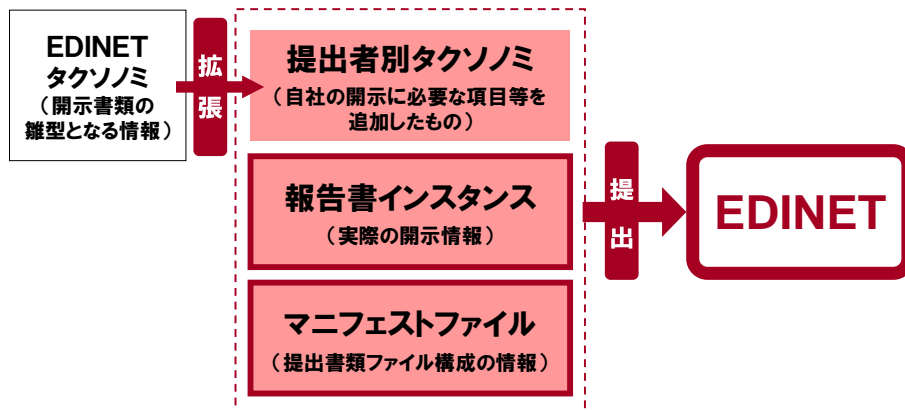 EDINET
タクソノミ
（開示書類の
雛型となる情報）
拡張
提出者別タクソノミ
（自社の開示に必要な項目等を
追加したもの）
報告書インスタンス
（実際の開示情報）
マニフェストファイル
（提出書類ファイル構成の情報）
提出
EDINET